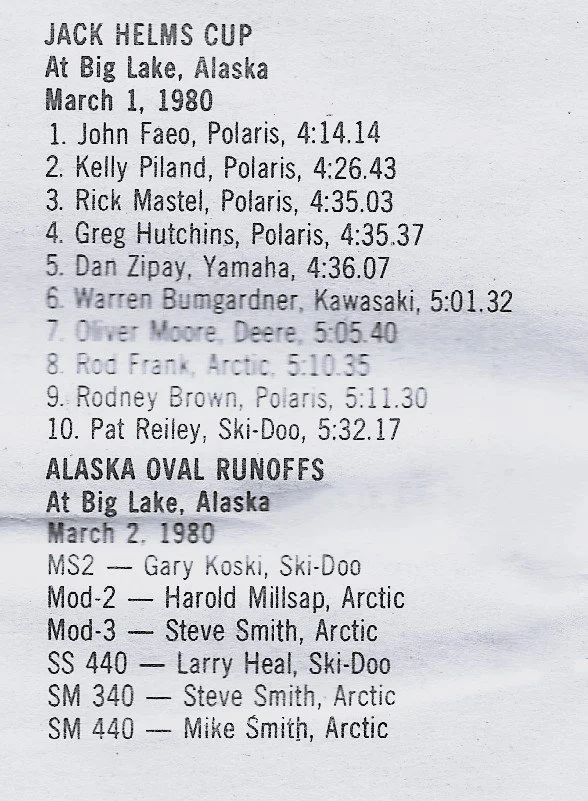 JACK HELMS CUP
At Big Lake, Alaska
March 1, 1980
1. John Faeo, Polaris, 4:14.14
2. Kelly Piland, Polaris, 4:26.43
3. Rick Mastel, Polaris, 4:35.03
4. Greg Hutchins, Polaris, 4:35.37
5. Dan Zipay, Yamaha, 4:36.07
6. Warren Bumgardner, Kawasaki, 5:01.32
7. Oliver Moore, Deere, 5:05.40
8. Rod Frank, Arctic, 5:10.35
9. Rodney Brown, Polaris, 5:11.30
10. Pat Reiley, Ski-Doo, 5:32.17
ALASKA OVAL RUNOFFS
At Big Lake, Alaska
March 2, 1980
MS2 — Gary Koski, Ski-Doo
Mod-2 — Harold Millsap, Arctic
Mod-3 — Steve Smith, Arctic
SS 440 — Larry Heal, Ski-Doo
SM 340 — Steve Smith, Arctic
SM 440 — Mike Smith, Arctic